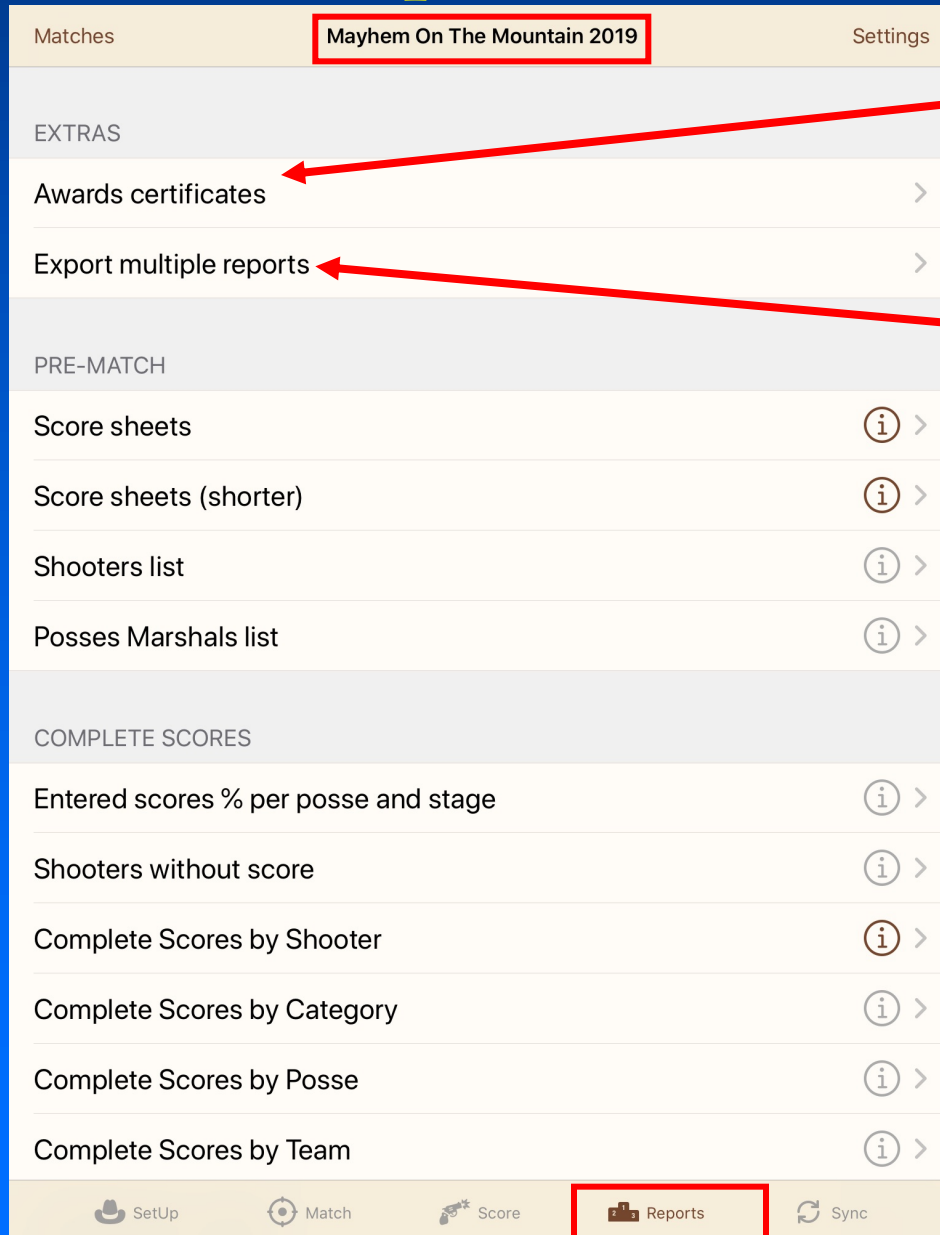 Matches Mayhem On The Mountain 2019 Settings
EXTRAS
Awards certificates
Export multiple reports
PRE-MATCH
Score sheets
Score sheets (shorter)
Shooters list
Posses Marshals list
COMPLETE SCORES
Entered scores % per posse and stage
Shooters without score
Complete Scores by Shooter
Complete Scores by Category
Complete Scores by Posse
Complete Scores by Team
SetUp Match Score 2 1 3 Reports Sync